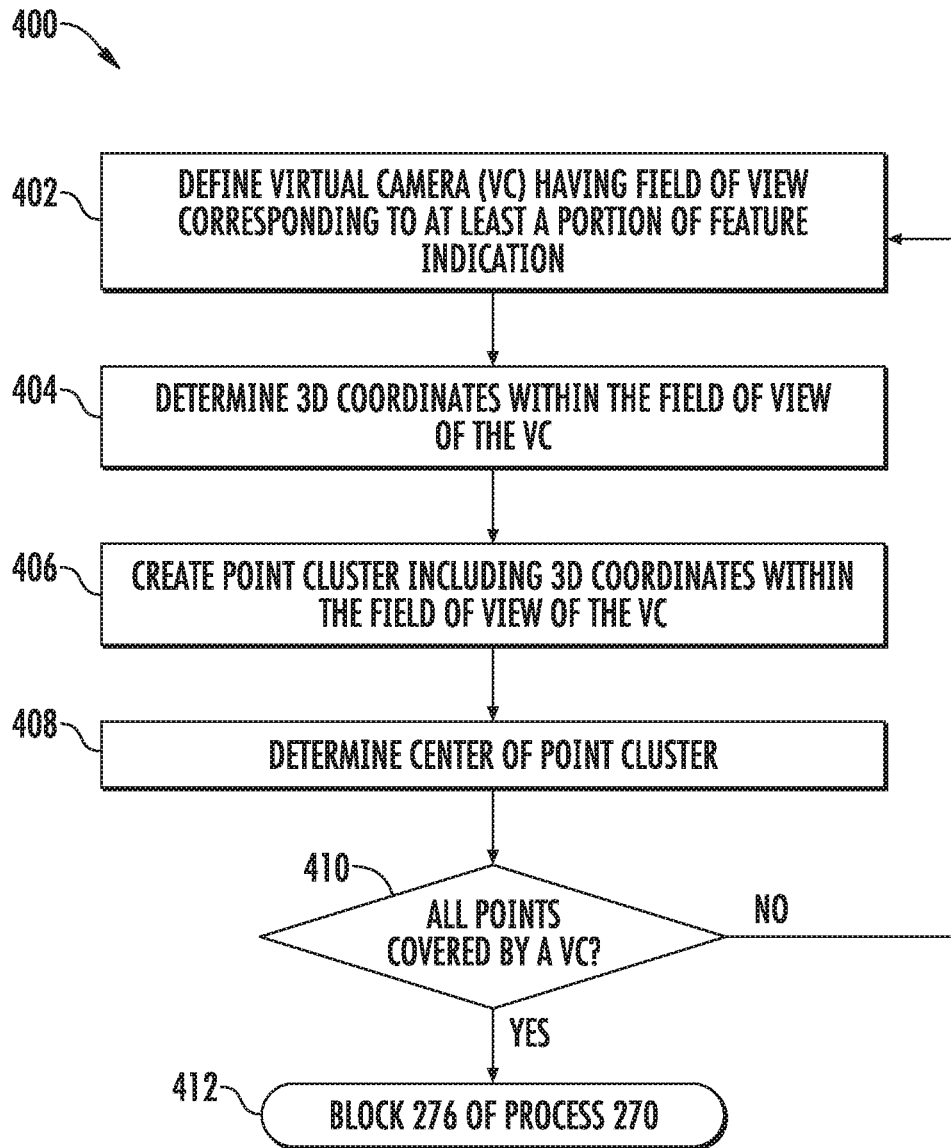 400
402
DEFINE VIRTUAL CAMERA (VC) HAVING FIELD OF VIEW
CORRESPONDING TO AT LEAST A PORTION OF FEATURE
INDICATION
404
DETERMINE 3D COORDINATES WITHIN THE FIELD OF VIEW
OF THE VC
406
CREATE POINT CLUSTER INCLUDING 3D COORDINATES WITHIN
THE FIELD OF VIEW OF THE VC
408
DETERMINE CENTER OF POINT CLUSTER
410
ALL POINTS
COVERED BY A VC?
NO
YES
412
BLOCK 276 OF PROCESS 270